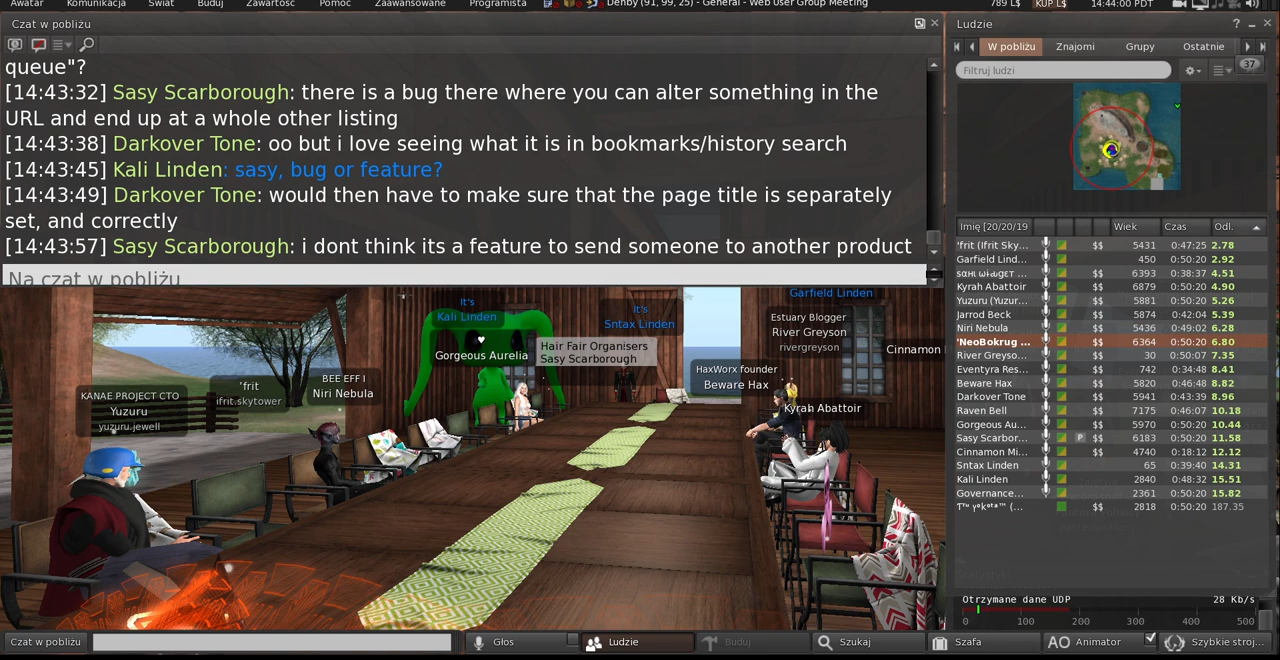 Awatar Komunikacja Świat Buduj Zawartość Pomoc Zaawansowane Programista Denby (91, 99, 25) - General - Web User Group Meeting 789 L$ KUP L$ 14:44:00 PDT
Czat w pobliżu
queue"?
[14:43:32] Sasy Scarborough: there is a bug there where you can alter something in the
URL and end up at a whole other listing
[14:43:38] Darkover Tone: oo but i love seeing what it is in bookmarks/history search
[14:43:45] Kali Linden: sasy, bug or feature?
[14:43:49] Darkover Tone: would then have to make sure that the page title is separately
set, and correctly
[14:43:57] Sasy Scarborough: i dont think its a feature to send someone to another product
Na czat w pobliżu
It's
Kali Linden
It's
Sntax Linden
Garfield Linden
Gorgeous Aurelia
Hair Fair Organisers
Sasy Scarborough
Estuary Blogger
River Greyson
rivergreyson
Cinnamon
HaxWorx founder
Beware Hax
Kyrah Abattoir
KANAE PROJECT CTO
Yuzuru
yuzuru.jewell
'frit
ifrit.skytower
BEE EFF I
Niri Nebula
Ludzie
W pobliżu Znajomi Grupy Ostatnie
Filtruj ludzi
37
Imię [20/20/19 Wiek Czas Odl.
'frit (Ifrit Sky... $$ 5431 0:47:25 2.78
Garfield Lind... 450 0:50:20 2.92
$$ 6393 0:38:37 4.51
Kyrah Abattoir $$ 6879 0:50:20 4.90
Yuzuru (Yuzur... $$ 5881 0:50:20 5.26
Jarrod Beck $$ 5874 0:42:04 5.39
Niri Nebula $$ 5436 0:49:02 6.28
'NeoBokrug ... $$ 6364 0:50:20 6.80
River Greyso... $$ 30 0:50:07 7.35
Eventyra Res... $$ 742 0:34:48 8.41
Beware Hax $$ 5820 0:46:48 8.82
Darkover Tone $$ 5941 0:43:39 8.96
Raven Bell $$ 7175 0:46:07 10.18
Gorgeous Au... $$ 5970 0:50:20 10.44
Sasy Scarbor... P $$ 6183 0:50:20 11.58
Cinnamon Mi... $$ 4740 0:18:12 12.12
Sntax Linden 65 0:39:40 14.31
Kali Linden 2840 0:48:32 15.51
Governance... 2361 0:50:20 15.82
$$ 2818 0:50:20 187.35
Otrzymane dane UDP 28 Kb/s
0 100 200 300 400 500
Czat w pobliżu Głos Ludzie Buduj Szukaj Szafa AO Animator Szybkie stroj...